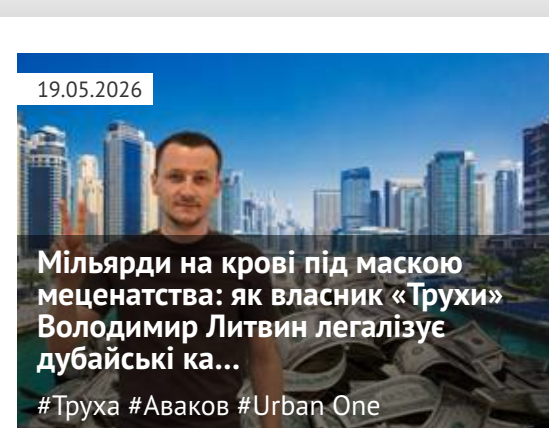 19.05.2026
Мільярди на крові під маскою
меценатства: як власник «Трухи»
Володимир Литвин легалізує
дубайські ка...
#Труха #Аваков #Urban One